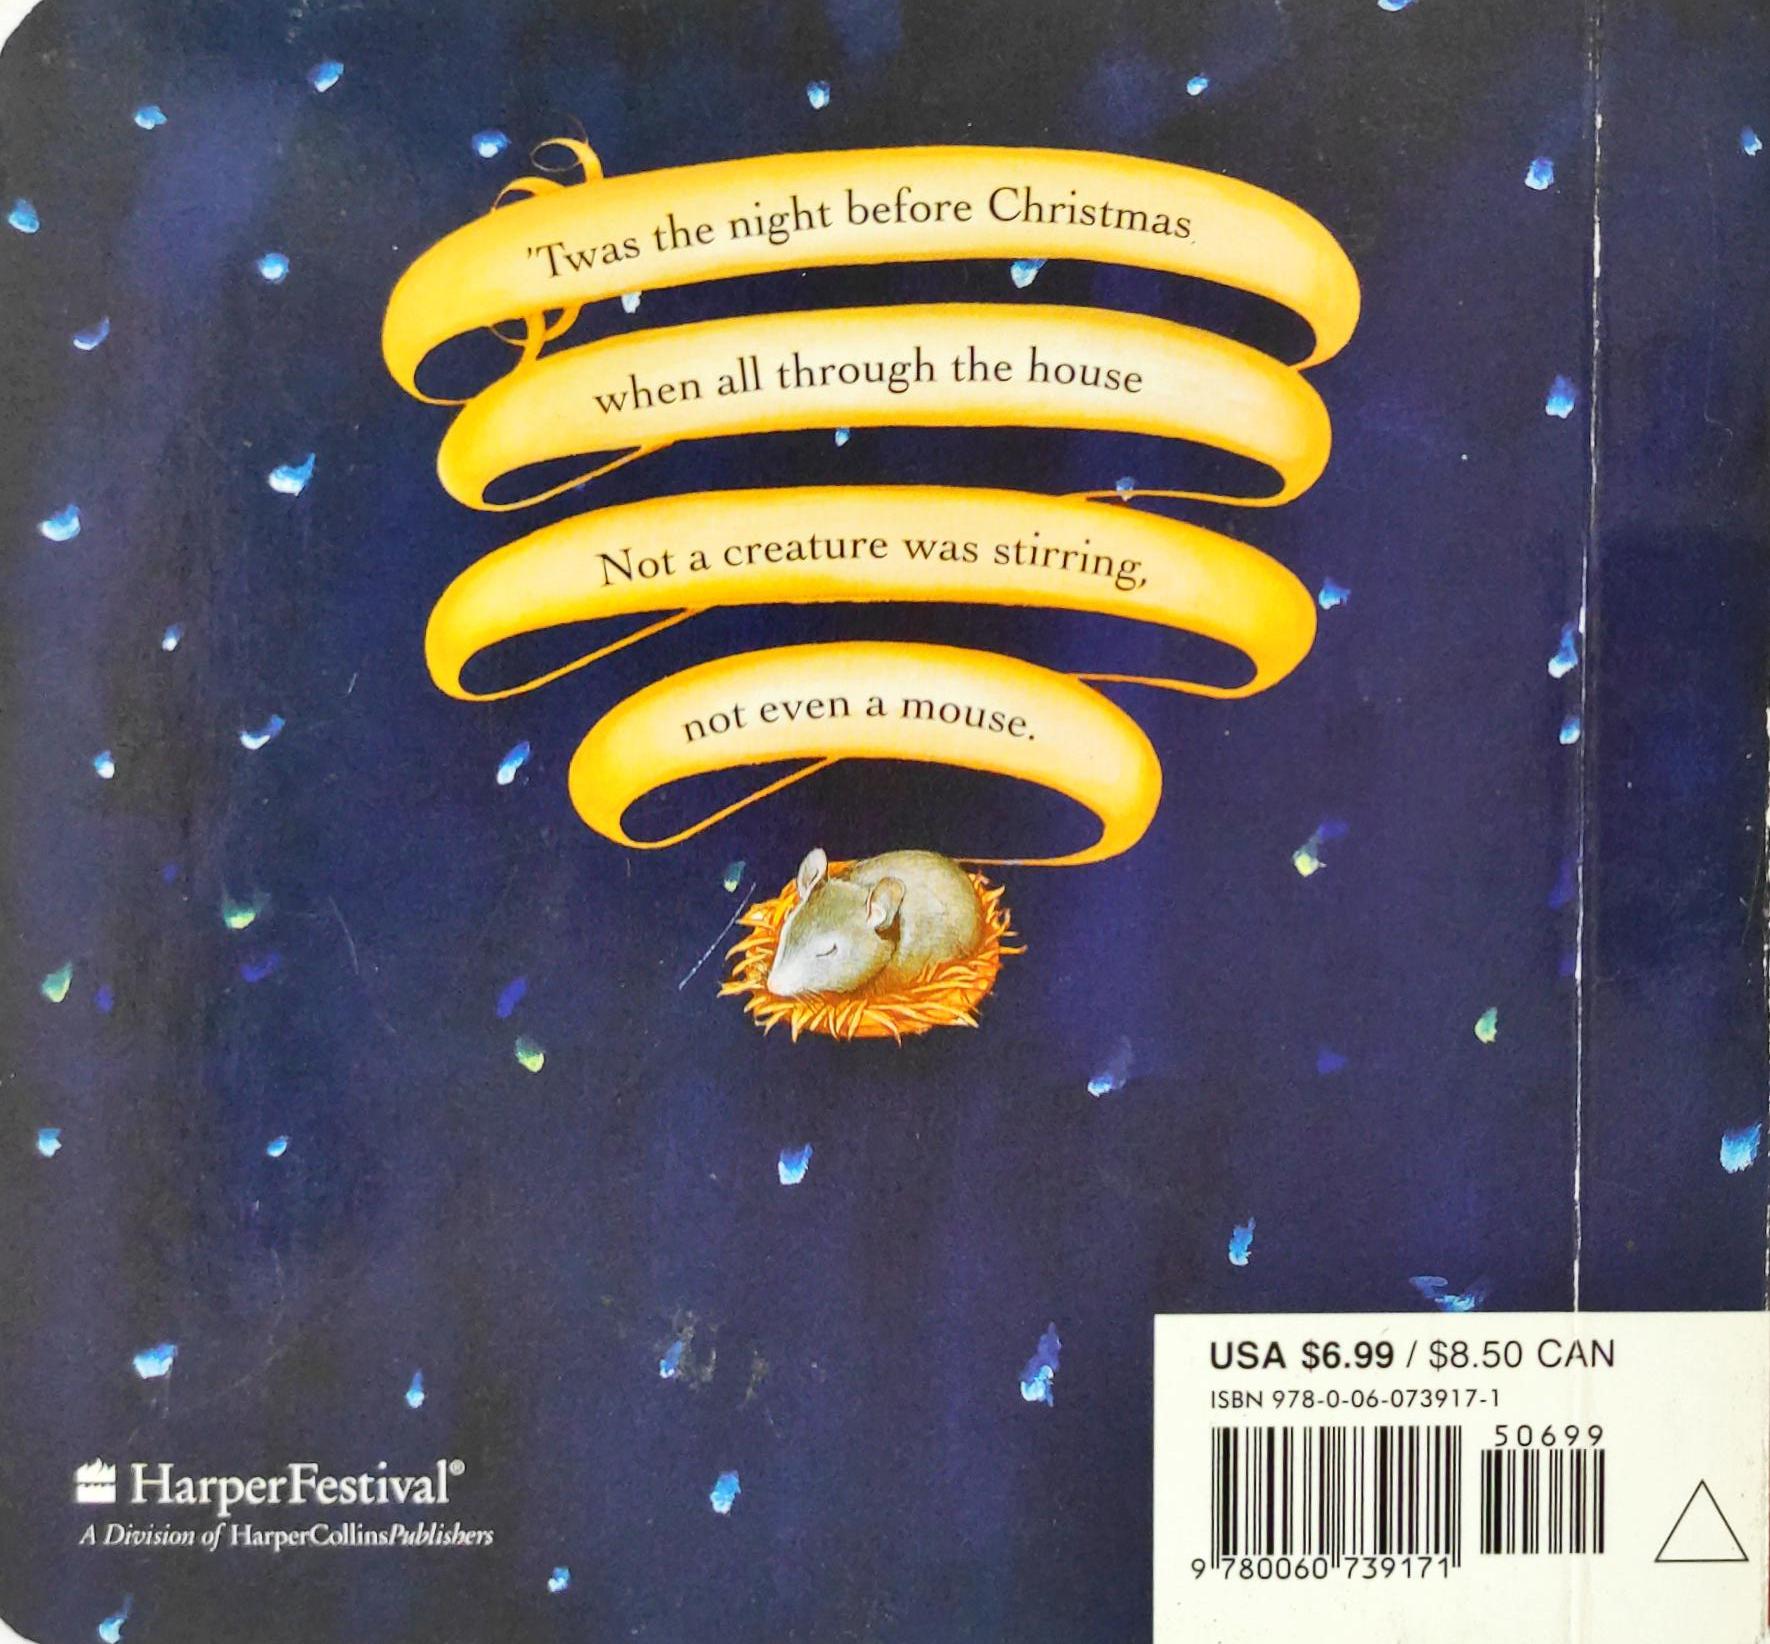 'Twas the night before Christmas
when all through the house
Not a creature was stirring,
not even a mouse.
USA $6.99 / $8.50 CAN
ISBN 978-0-06-073917-1
50699
9 780060 739171
HarperFestival®
A Division of HarperCollinsPublishers